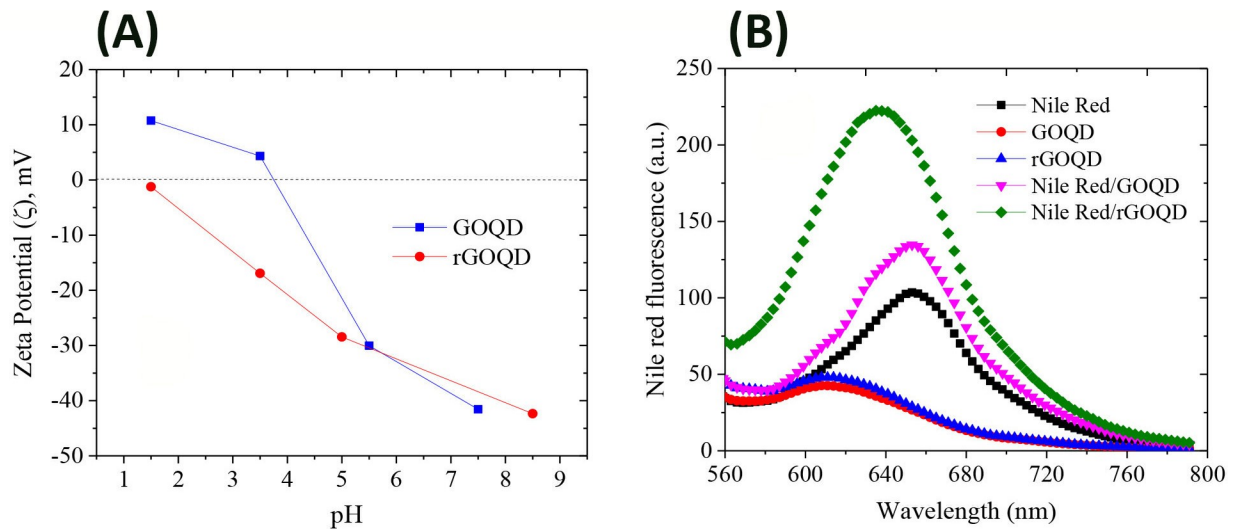 (A)
Zeta Potential (ζ), mV
20
10
0
-10
-20
-30
-40
-50
GOQD
rGOQD
1 2 3 4 5 6 7 8 9
pH
(B)
Nile red fluorescence (a.u.)
250
200
150
100
50
0
Nile Red
GOQD
rGOQD
Nile Red/GOQD
Nile Red/rGOQD
560 600 640 680 720 760 800
Wavelength (nm)